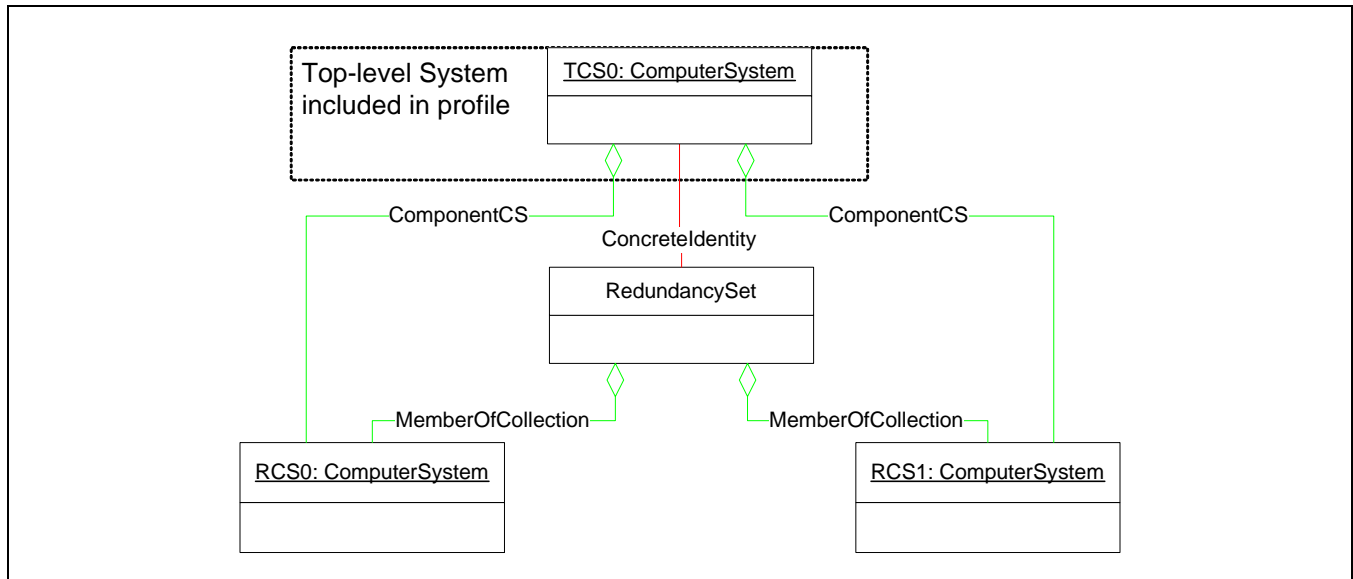 Top-level System
included in profile
TCS0: ComputerSystem
ComponentCS
ComponentCS
ConcreteIdentity
RedundancySet
MemberOfCollection
MemberOfCollection
RCS0: ComputerSystem
RCS1: ComputerSystem